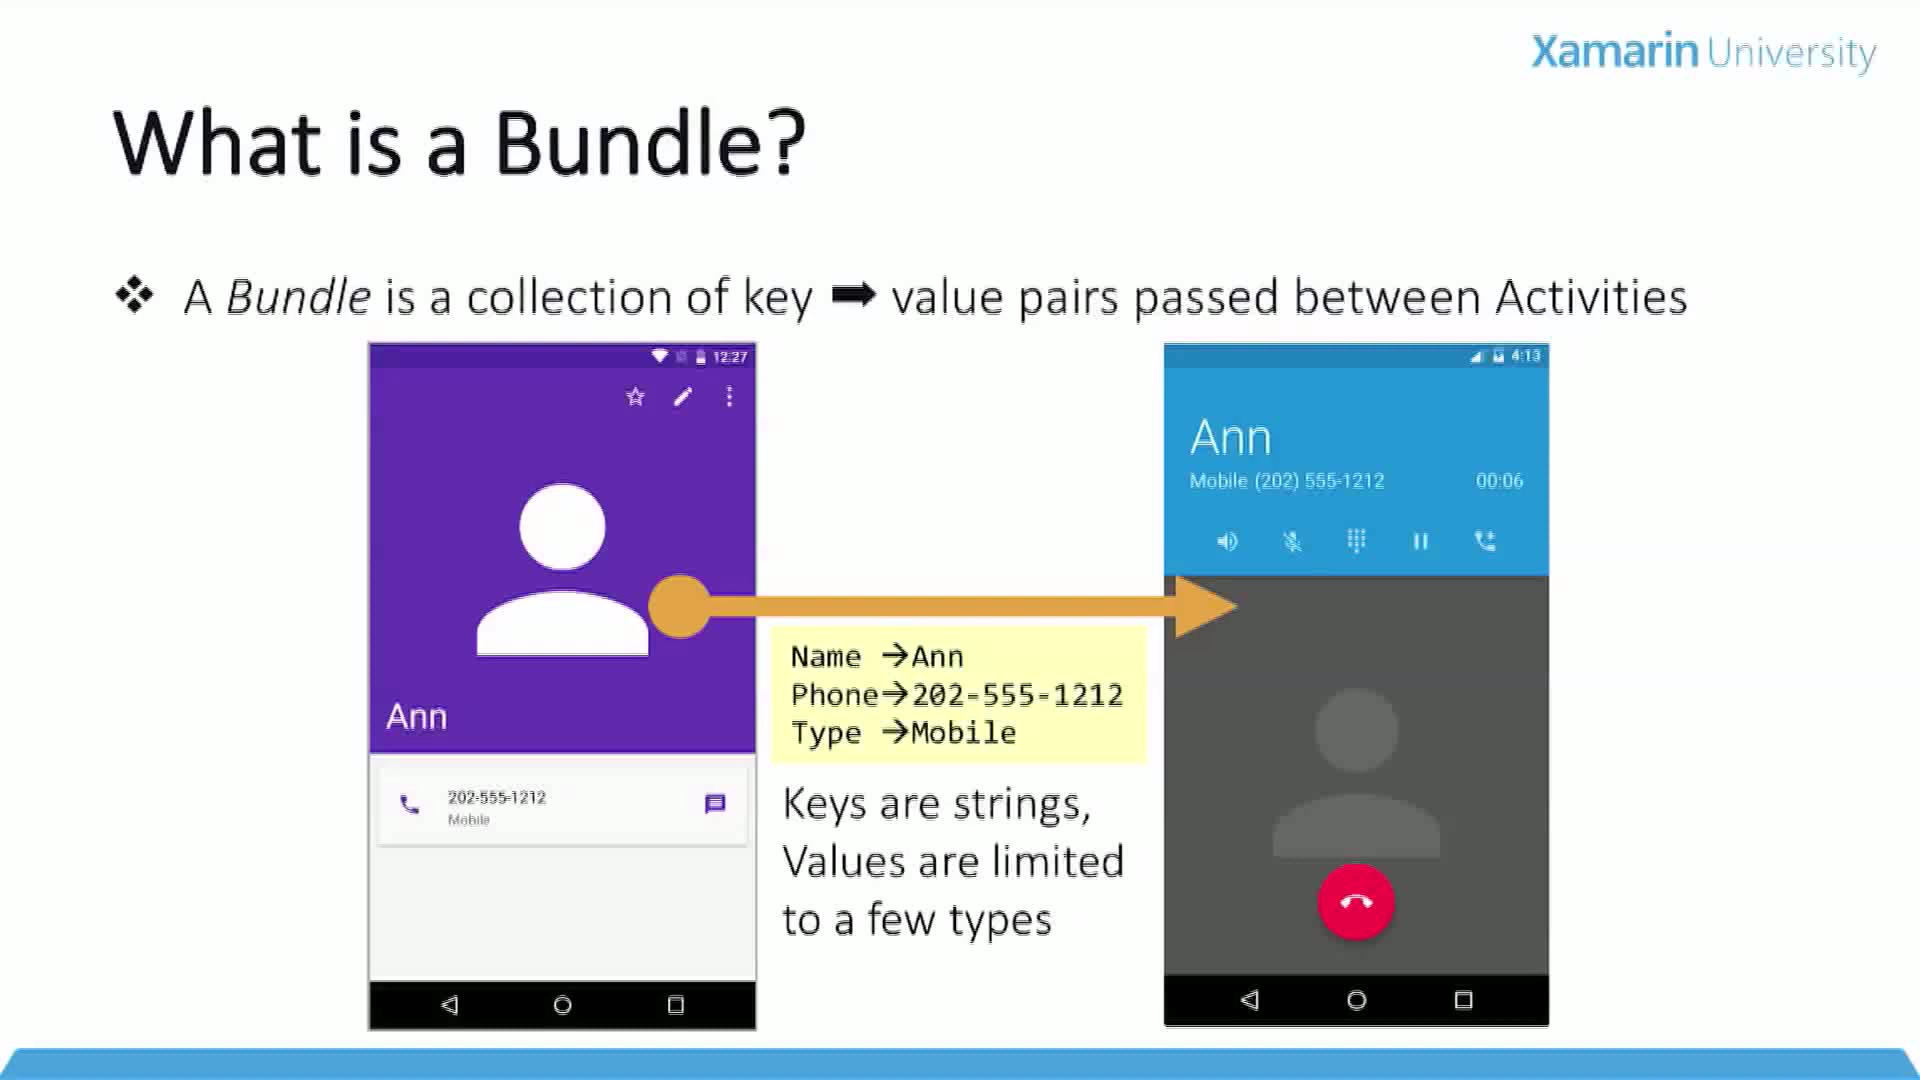 Xamarin University
What is a Bundle?
❖ A Bundle is a collection of key ➡ value pairs passed between Activities
12:27
Ann
202-555-1212
Mobile
Name →Ann
Phone→202-555-1212
Type →Mobile
Keys are strings,
Values are limited
to a few types
4:13
Ann
Mobile (202) 555-1212 00:06